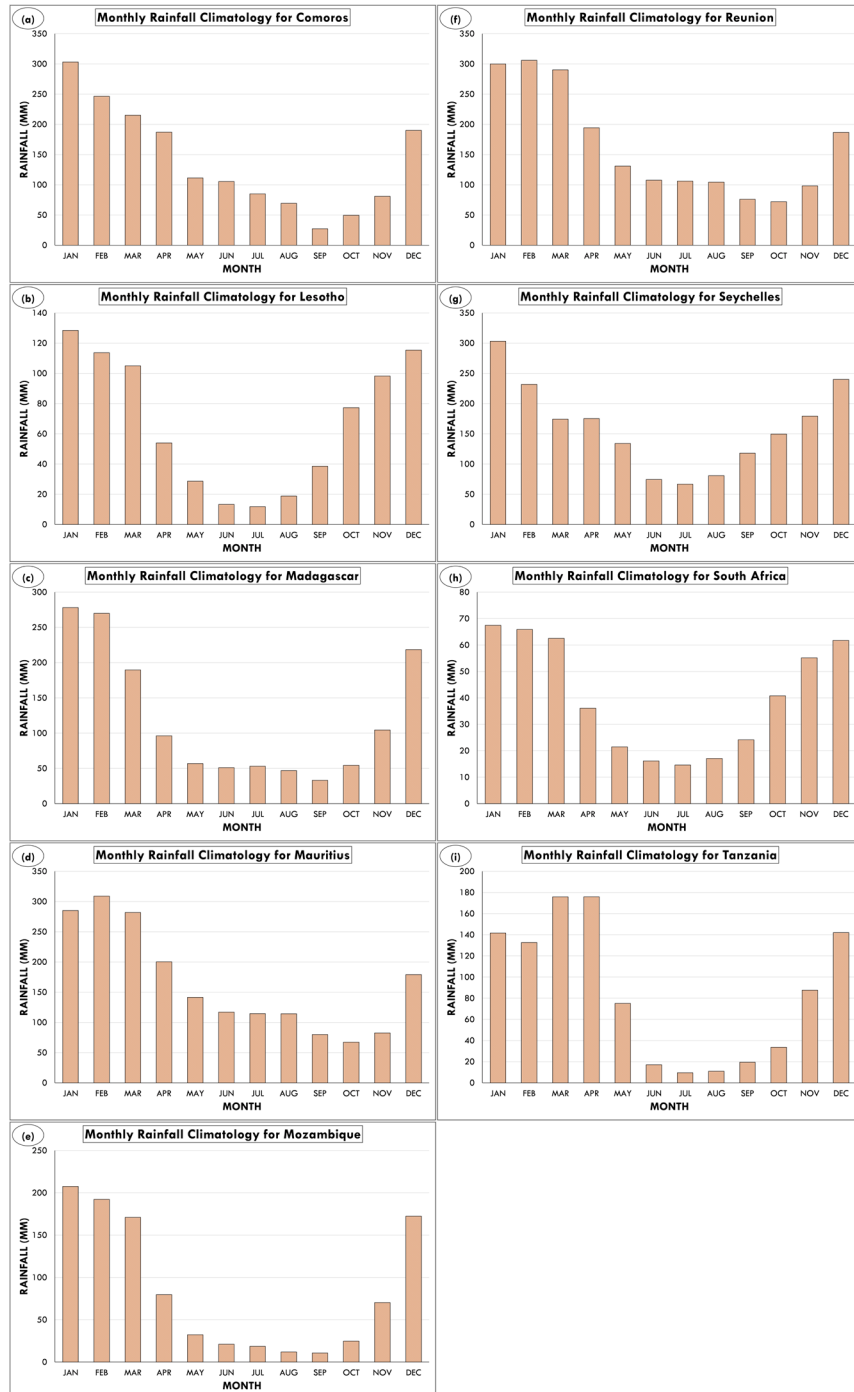 (a)
Monthly Rainfall Climatology for Comoros
RAINFALL (MM)
350
300
250
200
150
100
50
0
JAN FEB MAR APR MAY JUN JUL AUG SEP OCT NOV DEC
MONTH
(f)
Monthly Rainfall Climatology for Reunion
RAINFALL (MM)
350
300
250
200
150
100
50
0
JAN FEB MAR APR MAY JUN JUL AUG SEP OCT NOV DEC
MONTH
(b)
Monthly Rainfall Climatology for Lesotho
RAINFALL (MM)
140
120
100
80
60
40
20
0
JAN FEB MAR APR MAY JUN JUL AUG SEP OCT NOV DEC
MONTH
(g)
Monthly Rainfall Climatology for Seychelles
RAINFALL (MM)
350
300
250
200
150
100
50
0
JAN FEB MAR APR MAY JUN JUL AUG SEP OCT NOV DEC
MONTH
(c)
Monthly Rainfall Climatology for Madagascar
RAINFALL (MM)
300
250
200
150
100
50
0
JAN FEB MAR APR MAY JUN JUL AUG SEP OCT NOV DEC
MONTH
(h)
Monthly Rainfall Climatology for South Africa
RAINFALL (MM)
80
70
60
50
40
30
20
10
0
JAN FEB MAR APR MAY JUN JUL AUG SEP OCT NOV DEC
MONTH
(d)
Monthly Rainfall Climatology for Mauritius
RAINFALL (MM)
350
300
250
200
150
100
50
0
JAN FEB MAR APR MAY JUN JUL AUG SEP OCT NOV DEC
MONTH
(i)
Monthly Rainfall Climatology for Tanzania
RAINFALL (MM)
200
180
160
140
120
100
80
60
40
20
0
JAN FEB MAR APR MAY JUN JUL AUG SEP OCT NOV DEC
MONTH
(e)
Monthly Rainfall Climatology for Mozambique
RAINFALL (MM)
250
200
150
100
50
0
JAN FEB MAR APR MAY JUN JUL AUG SEP OCT NOV DEC
MONTH